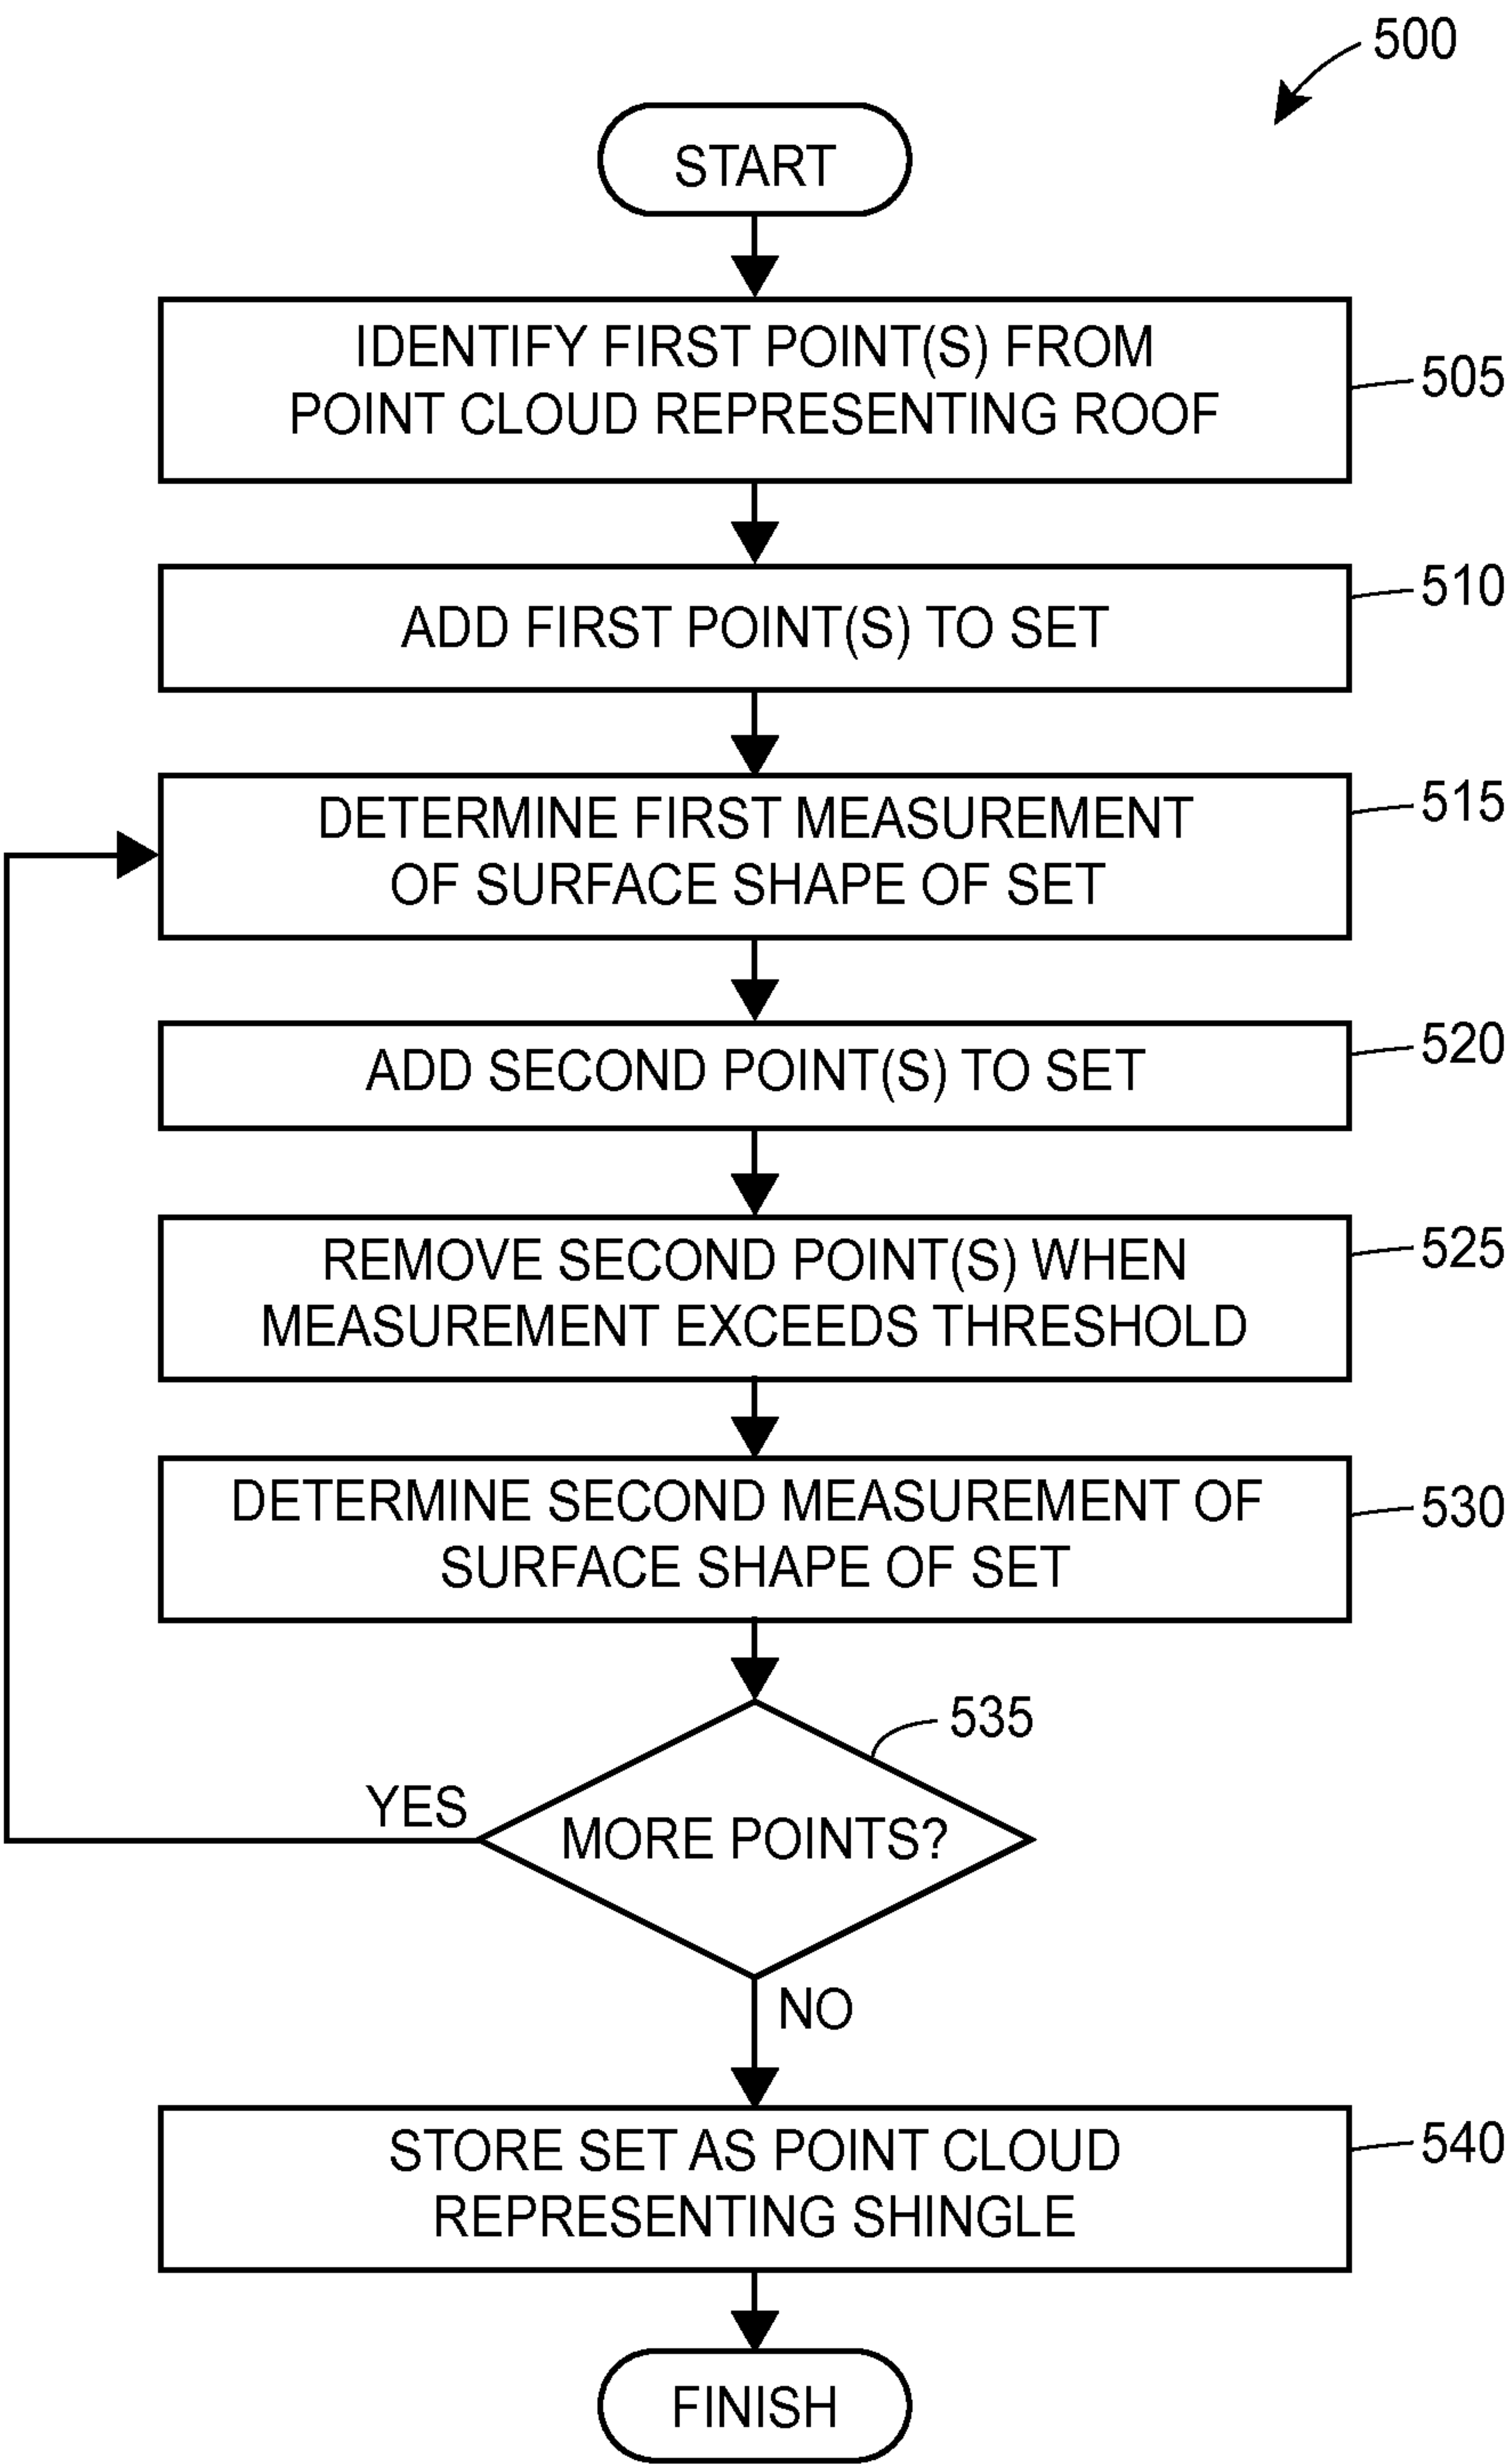 500
START
IDENTIFY FIRST POINT(S) FROM
POINT CLOUD REPRESENTING ROOF
505
ADD FIRST POINT(S) TO SET
510
DETERMINE FIRST MEASUREMENT
OF SURFACE SHAPE OF SET
515
ADD SECOND POINT(S) TO SET
520
REMOVE SECOND POINT(S) WHEN
MEASUREMENT EXCEEDS THRESHOLD
525
DETERMINE SECOND MEASUREMENT OF
SURFACE SHAPE OF SET
530
535
YES
MORE POINTS?
NO
STORE SET AS POINT CLOUD
REPRESENTING SHINGLE
540
FINISH